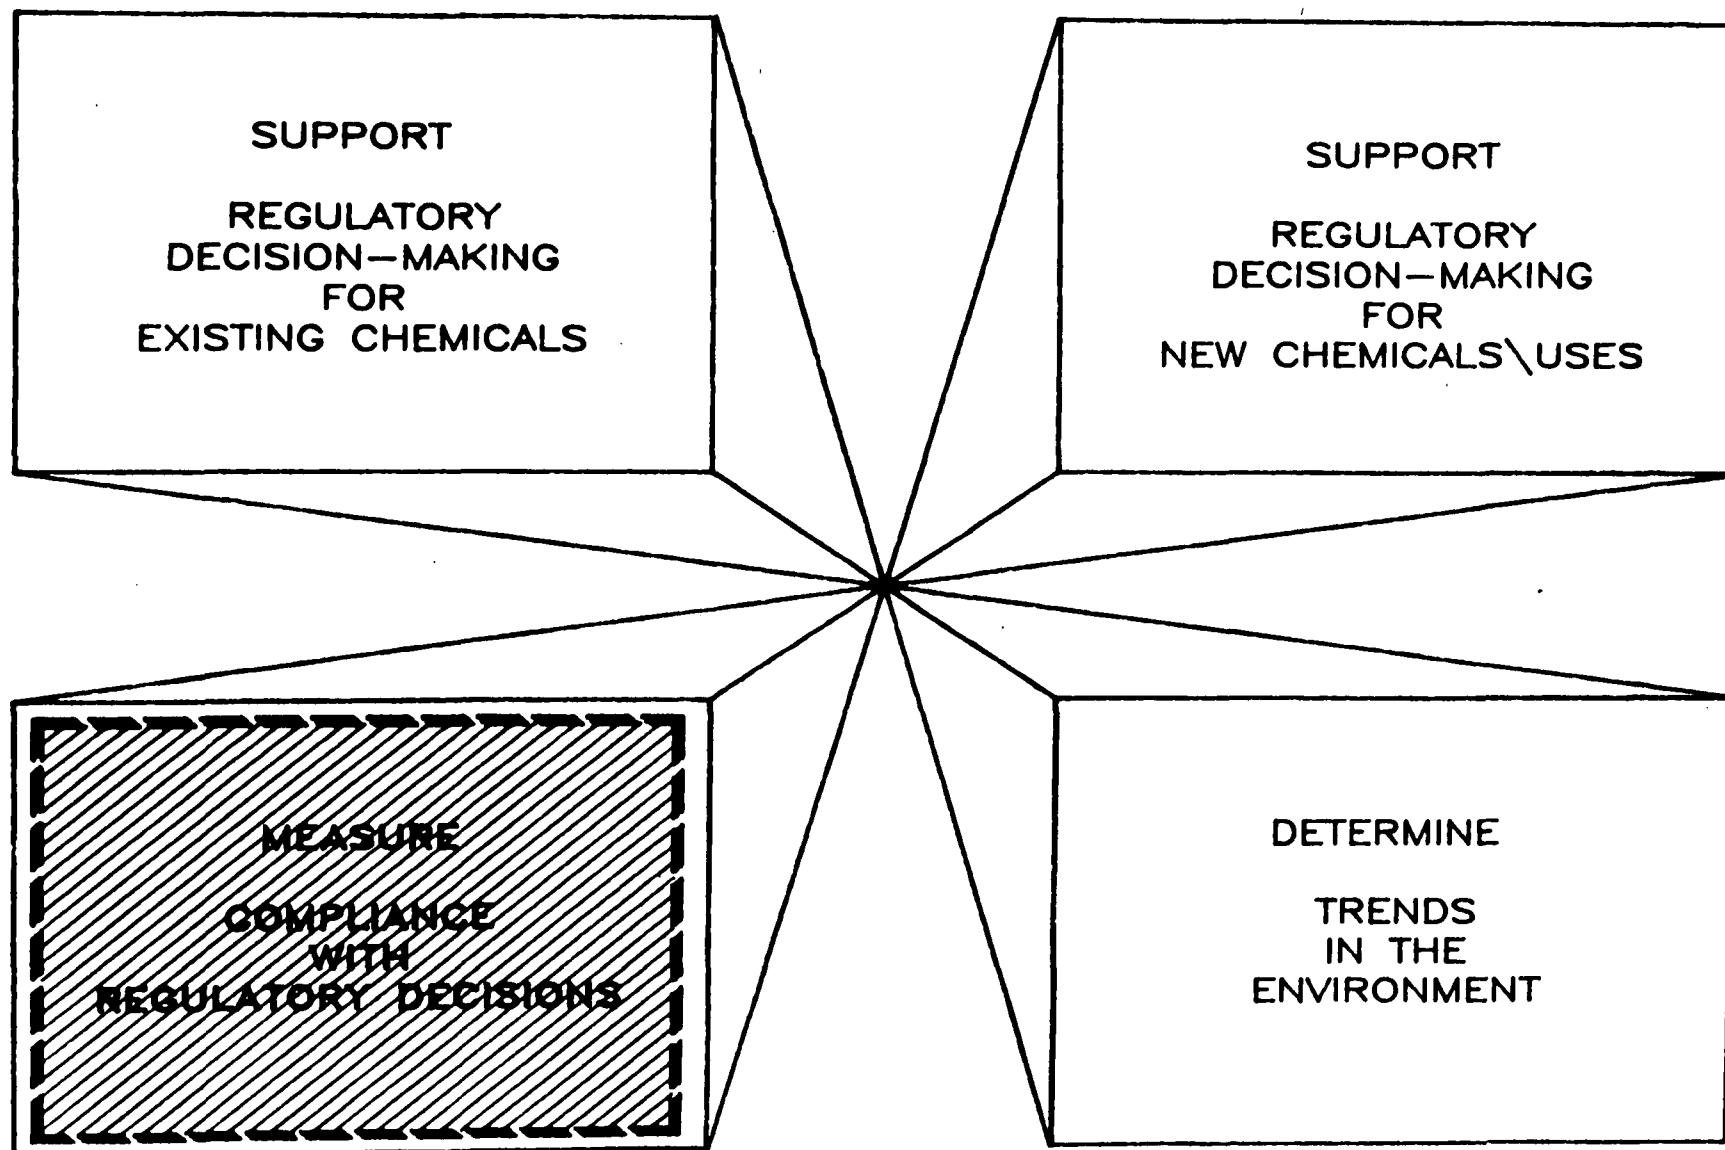 SUPPORT
REGULATORY
DECISION—MAKING
FOR
EXISTING CHEMICALS
SUPPORT
REGULATORY
DECISION—MAKING
FOR
NEW CHEMICALS\USES
MEASURE
COMPLIANCE
WITH
REGULATORY DECISIONS
DETERMINE
TRENDS
IN THE
ENVIRONMENT